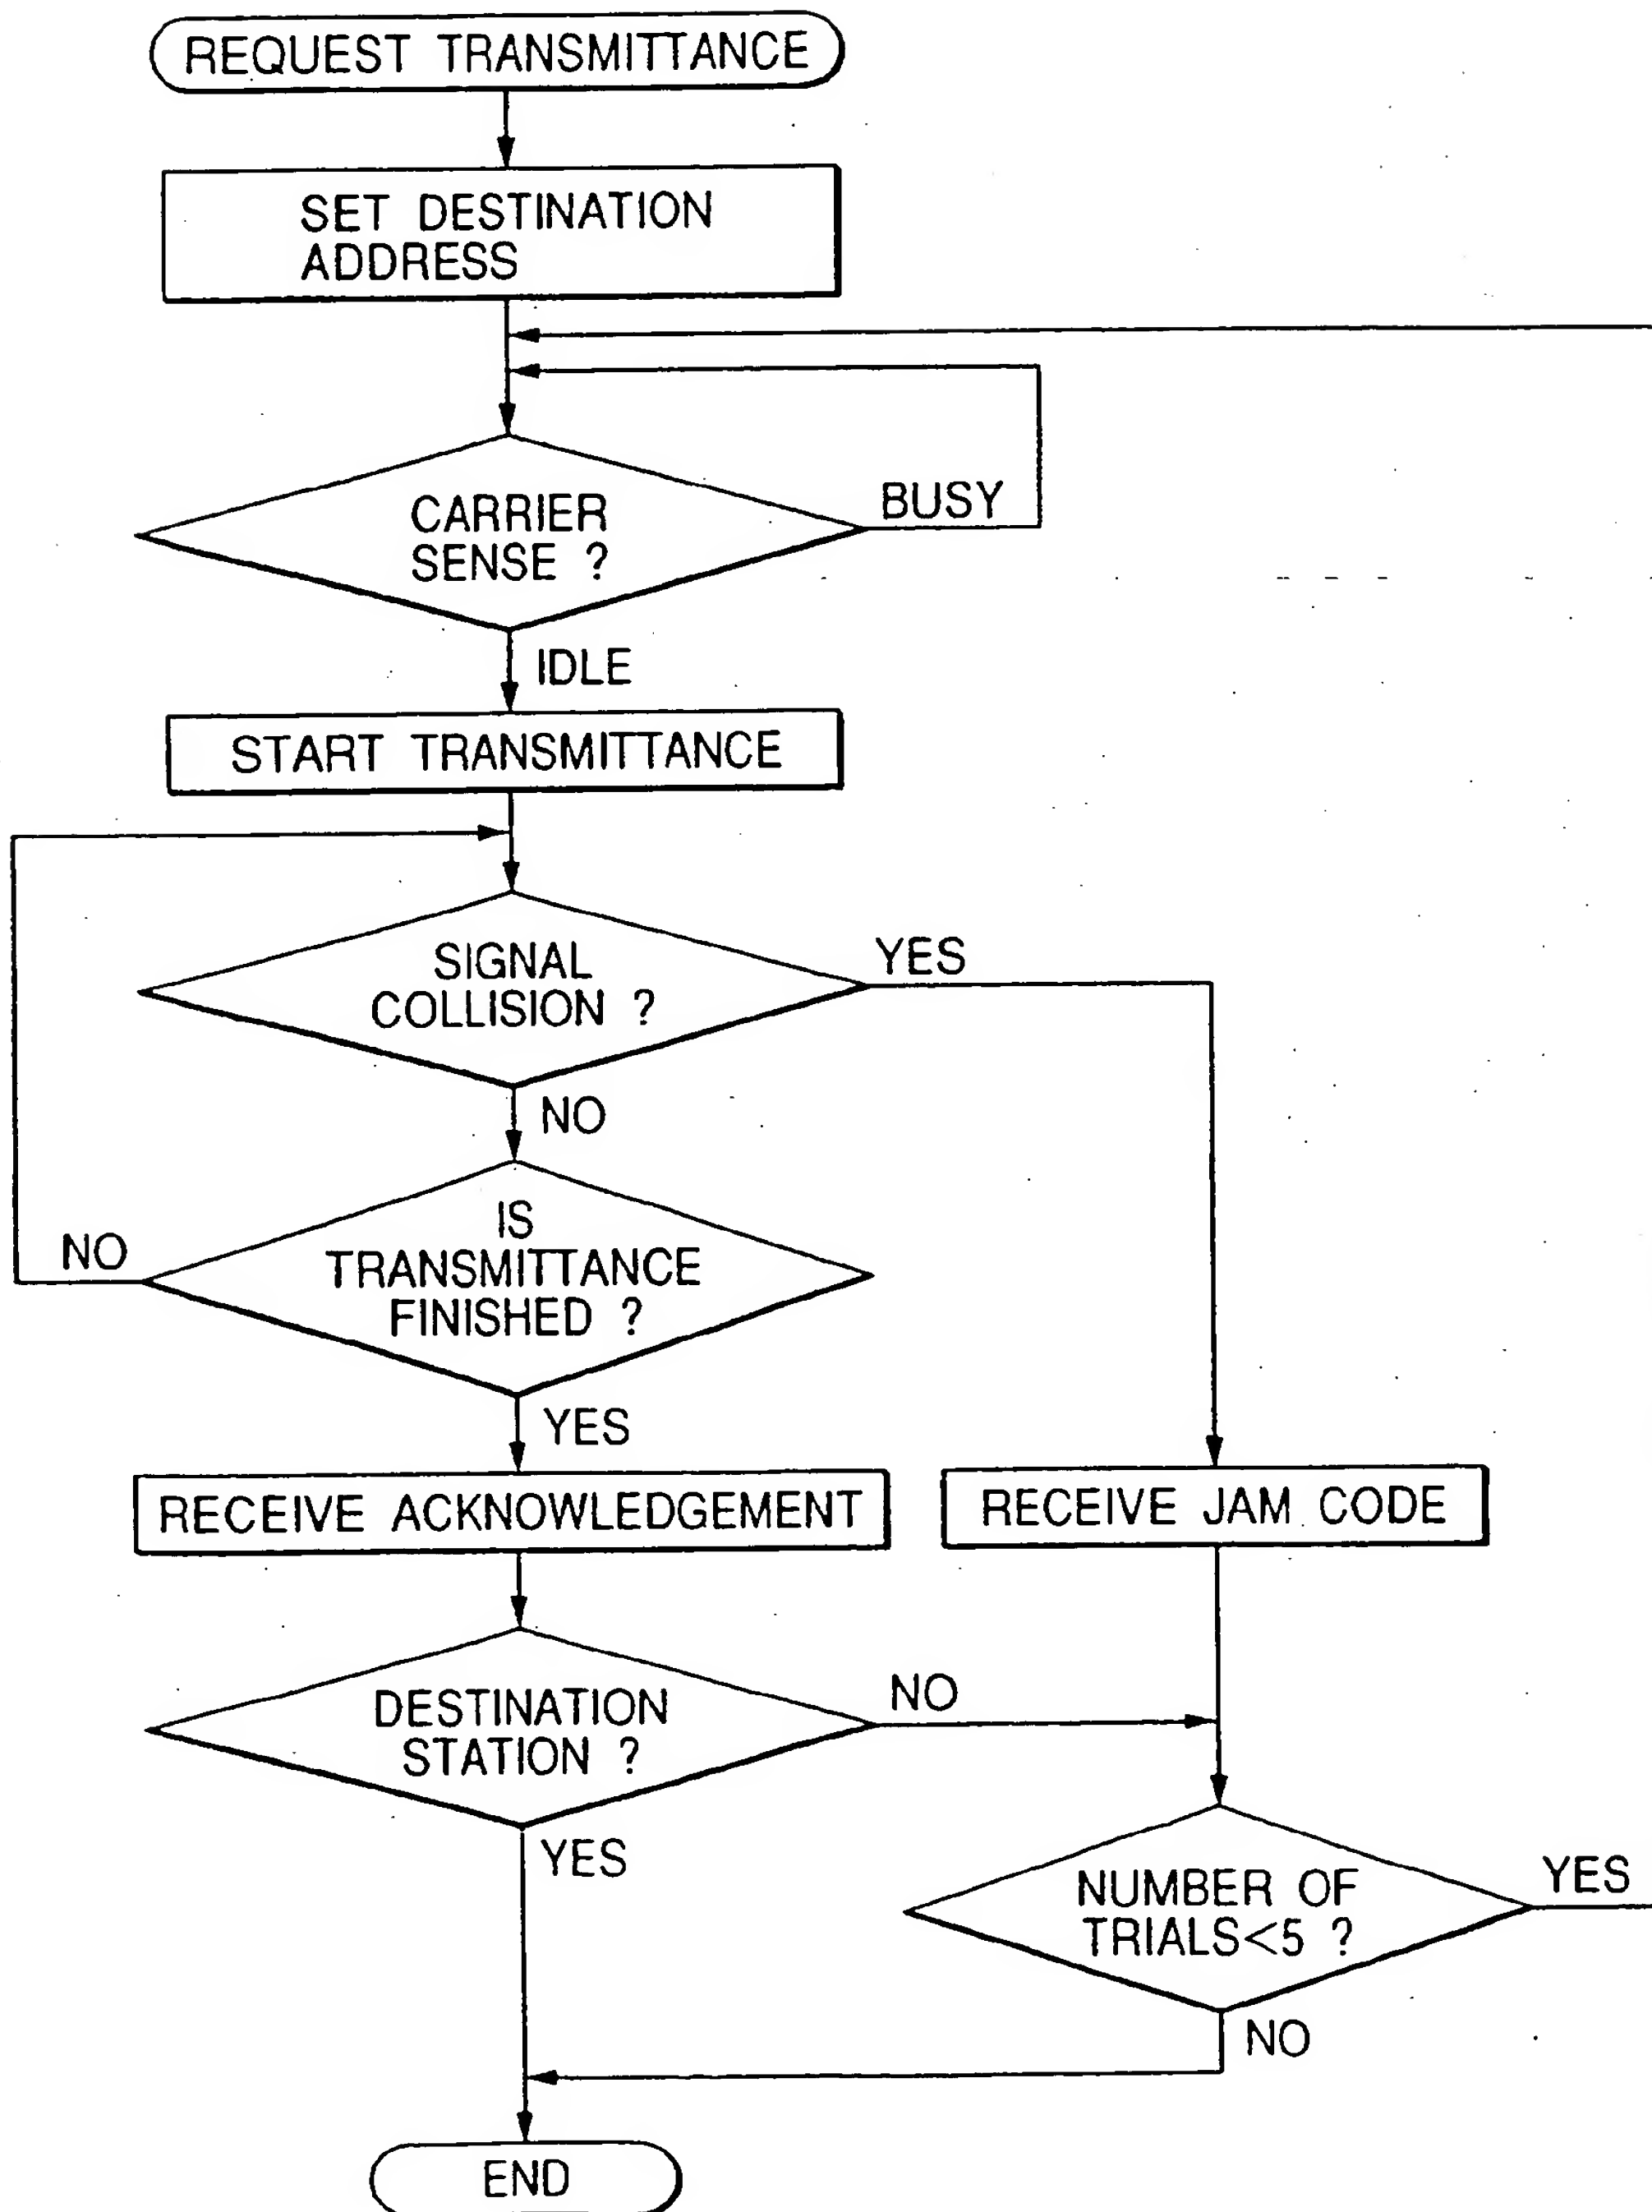 REQUEST TRANSMITTANCE
SET DESTINATION
ADDRESS
CARRIER
SENSE ?
BUSY
IDLE
START TRANSMITTANCE
SIGNAL
COLLISION ?
YES
NO
IS
TRANSMITTANCE
FINISHED ?
NO
YES
RECEIVE ACKNOWLEDGEMENT
RECEIVE JAM CODE
DESTINATION
STATION ?
NO
YES
NUMBER OF
TRIALS<5 ?
YES
NO
END